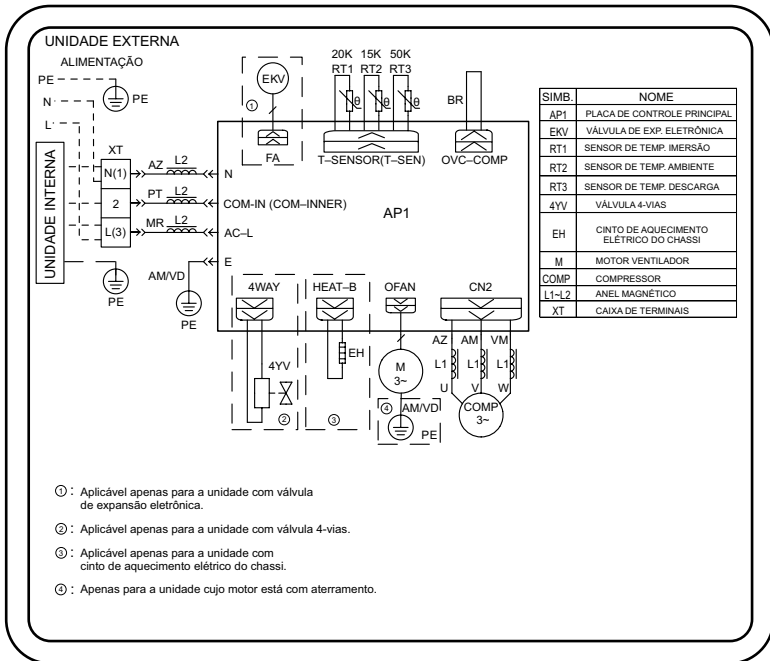 UNIDADE EXTERNA
ALIMENTAÇÃO
PE
PE
N
L
UNIDADE INTERNA
XT
N(1)
2
L(3)
AZ L2
PT L2
MR L2
PE
AM/VD
PE
EKV
①
FA
20K 15K 50K
RT1 RT2 RT3
θ θ θ
T–SENSOR(T–SEN)
BR
OVC–COMP
N
COM-IN (COM–INNER)
AC–L
E
AP1
4WAY
HEAT–B
OFAN
CN2
4YV
②
EH
③
M
3~
④ AM/VD
PE
AZ AM VM
L1 L1 L1
U V W
COMP
3~
SIMB. NOME
AP1 PLACA DE CONTROLE PRINCIPAL
EKV VÁLVULA DE EXP. ELETRÔNICA
RT1 SENSOR DE TEMP. IMERSÃO
RT2 SENSOR DE TEMP. AMBIENTE
RT3 SENSOR DE TEMP. DESCARGA
4YV VÁLVULA 4-VIAS
EH CINTO DE AQUECIMENTO
ELÉTRICO DO CHASSI
M MOTOR VENTILADOR
COMP COMPRESSOR
L1~L2 ANEL MAGNÉTICO
XT CAIXA DE TERMINAIS
①: Aplicável apenas para a unidade com válvula
de expansão eletrônica.
②: Aplicável apenas para a unidade com válvula 4-vias.
③: Aplicável apenas para a unidade com
cinto de aquecimento elétrico do chassi.
④: Apenas para a unidade cujo motor está com aterramento.